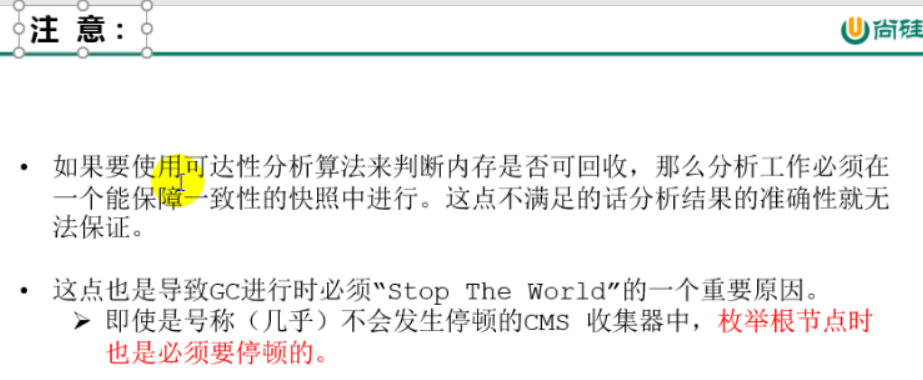 注 意：
尚硅
• 如果要使用可达性分析算法来判断内存是否可回收，那么分析工作必须在
一个能保障一致性的快照中进行。这点不满足的话分析结果的准确性就无
法保证。
• 这点也是导致GC进行时必须“Stop The World”的一个重要原因。
➢ 即使是号称（几乎）不会发生停顿的CMS 收集器中，枚举根节点时
也是必须要停顿的。